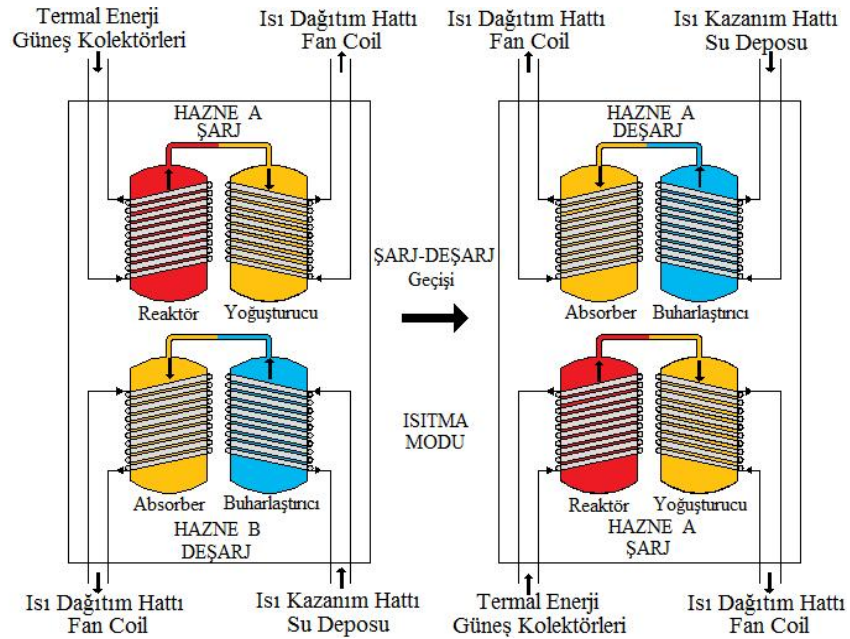 Termal Enerji
Güneş Kolektörleri
Isı Dağıtım Hattı
Fan Coil
HAZNE A
ŞARJ
Reaktör
Yoğuşturucu
Absorber
Buharlaştırıcı
HAZNE B
DEŞARJ
Isı Dağıtım Hattı
Fan Coil
Isı Kazanım Hattı
Su Deposu
ŞARJ-DEŞARJ
Geçişi
ISITMA
MODU
Isı Dağıtım Hattı
Fan Coil
Isı Kazanım Hattı
Su Deposu
HAZNE A
DEŞARJ
Absorber
Buharlaştırıcı
Reaktör
Yoğuşturucu
HAZNE A
ŞARJ
Termal Enerji
Güneş Kolektörleri
Isı Dağıtım Hattı
Fan Coil